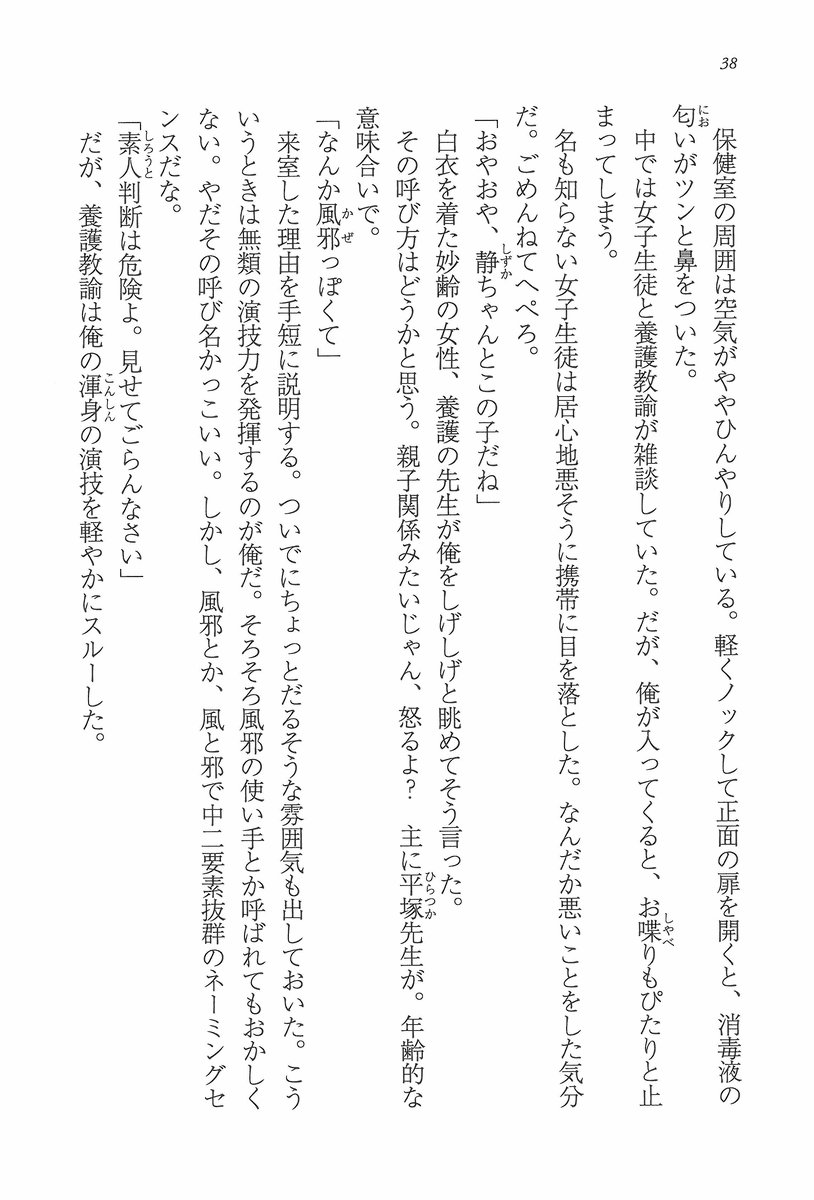 38
保健室の周囲は空気がややひんやりしている。軽くノックして正面の扉を開くと、消毒液の
匂いがツンと鼻をついた。
中では女子生徒と養護教諭が雑談していた。だが、俺が入ってくると、お喋りもぴたりと止
まってしまう。
名も知らない女子生徒は居心地悪そうに携帯に目を落とした。なんだか悪いことをした気分
だ。ごめんねてへぺろ。
「おやおや、静ちゃんとこの子だね」
白衣を着た妙齢の女性、養護の先生が俺をしげしげと眺めてそう言った。
その呼び方はどうかと思う。親子関係みたいじゃん、怒るよ？　主に平塚先生が。年齢的な
意味合いで。
「なんか風邪っぽくて」
来室した理由を手短に説明する。ついでにちょっとだるそうな雰囲気も出しておいた。こう
いうときは無類の演技力を発揮するのが俺だ。そろそろ風邪の使い手とか呼ばれてもおかしく
ない。やだその呼び名かっこいい。しかし、風邪とか、風と邪で中二要素抜群のネーミングセ
ンスだな。
「素人判断は危険よ。見せてごらんなさい」
だが、養護教諭は俺の渾身の演技を軽やかにスルーした。